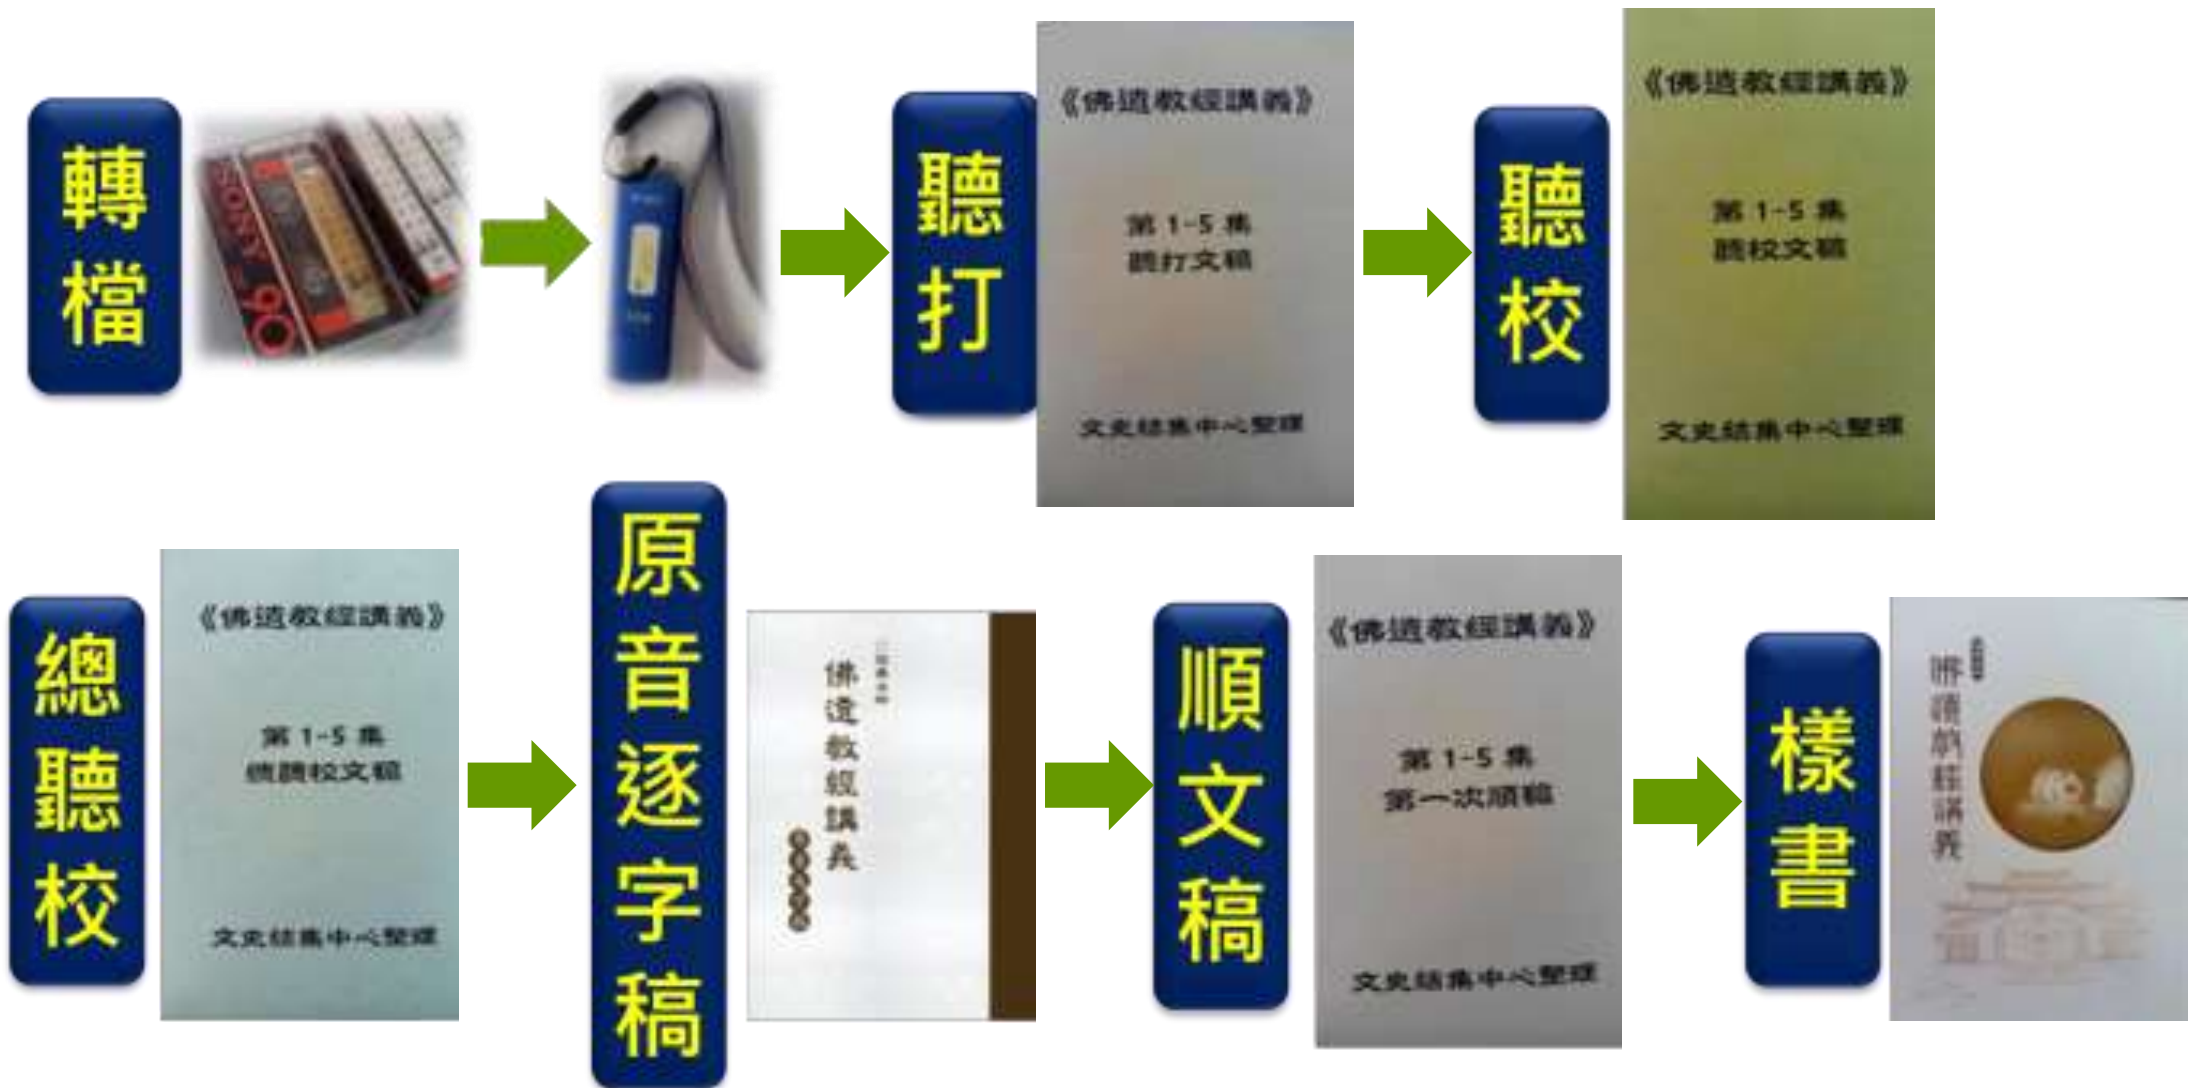 轉檔
SONY 90
聽打
《佛遺教經講義》
第 1-5 集
聽打文稿
文史結集中心整理
聽校
《佛遺教經講義》
第 1-5 集
聽校文稿
文史結集中心整理
總聽校
《佛遺教經講義》
第 1-5 集
總聽校文稿
文史結集中心整理
原音逐字稿
佛遺教經講義
順文稿
《佛遺教經講義》
第 1-5 集
第一次順稿
文史結集中心整理
樣書
佛遺教經講義